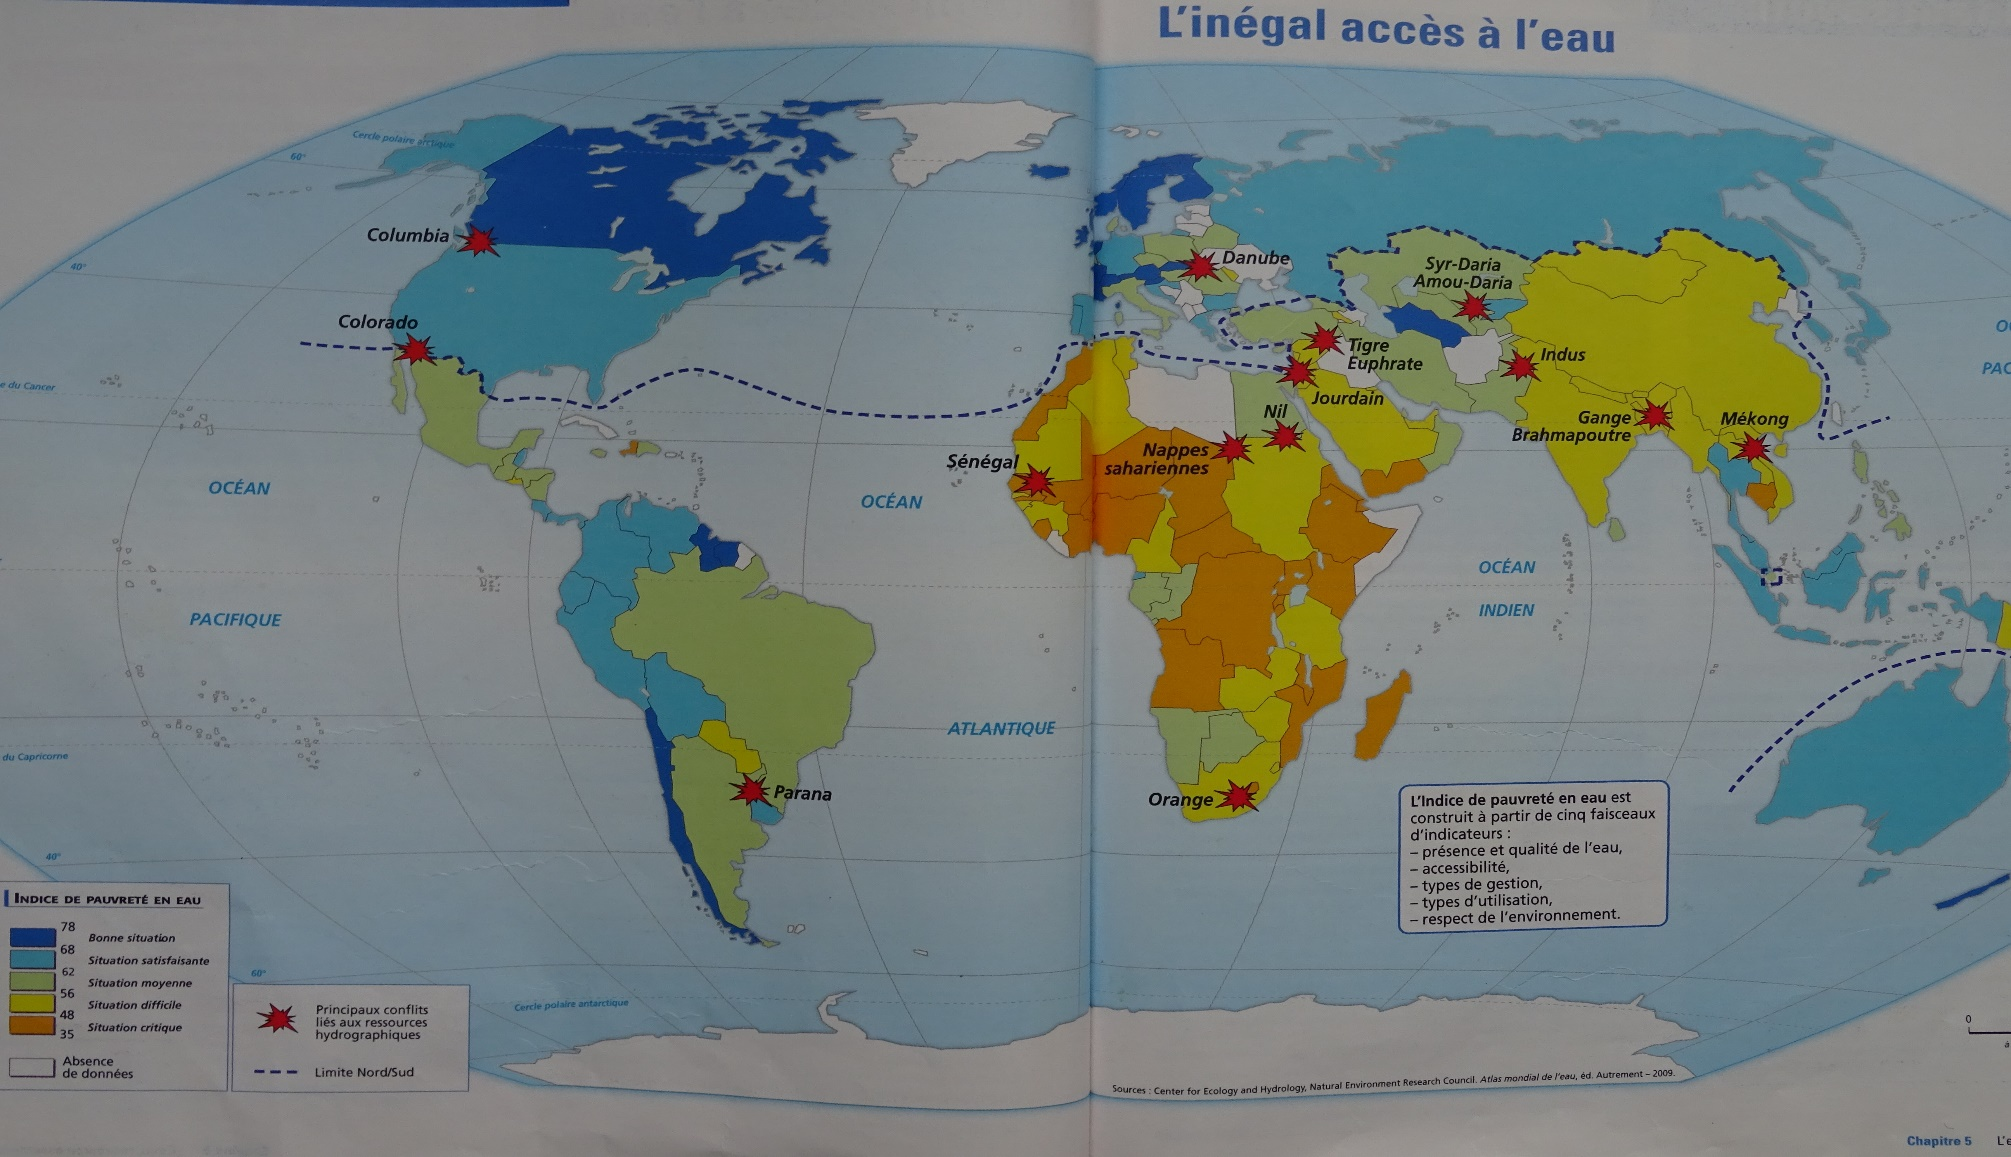 L'inégal accès à l'eau
Cercle polaire arctique
60°
Columbia
40°
Danube
Syr-Daria
Amou-Daria
Colorado
Tigre
Euphrate
Indus
e du Cancer
PAC
Jourdain
Nil
Gange
Brahmapoutre
Mékong
Nappes
sahariennes
Sénégal
OCÉAN
OCÉAN
OCÉAN
INDIEN
PACIFIQUE
ATLANTIQUE
du Capricorne
Parana
Orange
L'Indice de pauvreté en eau est
construit à partir de cinq faisceaux
d'indicateurs :
– présence et qualité de l'eau,
– accessibilité,
– types de gestion,
– types d'utilisation,
– respect de l'environnement.
40°
INDICE DE PAUVRETÉ EN EAU
78
Bonne situation
68
Situation satisfaisante
62
Situation moyenne
56
Situation difficile
48
Situation critique
35
Absence
de données
60°
Cercle polaire antarctique
Principaux conflits
liés aux ressources
hydrographiques
Limite Nord/Sud
0
Sources : Center for Ecology and Hydrology, Natural Environment Research Council. Atlas mondial de l'eau, éd. Autrement – 2009.
Chapitre 5 L'e